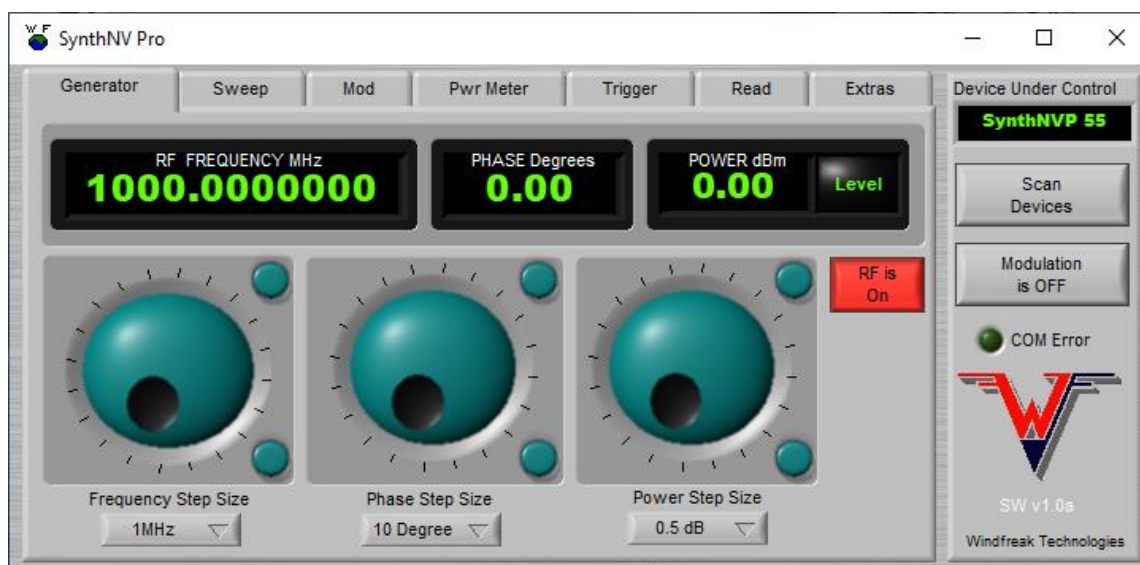 W F
SynthNV Pro
Generator
Sweep
Mod
Pwr Meter
Trigger
Read
Extras
Device Under Control
SynthNVP 55
RF FREQUENCY MHz
1000.0000000
PHASE Degrees
0.00
POWER dBm
0.00
Level
Scan
Devices
RF is
On
Modulation
is OFF
COM Error
W
Frequency Step Size
1MHz
Phase Step Size
10 Degree
Power Step Size
0.5 dB
SW v1.0a
Windfreak Technologies